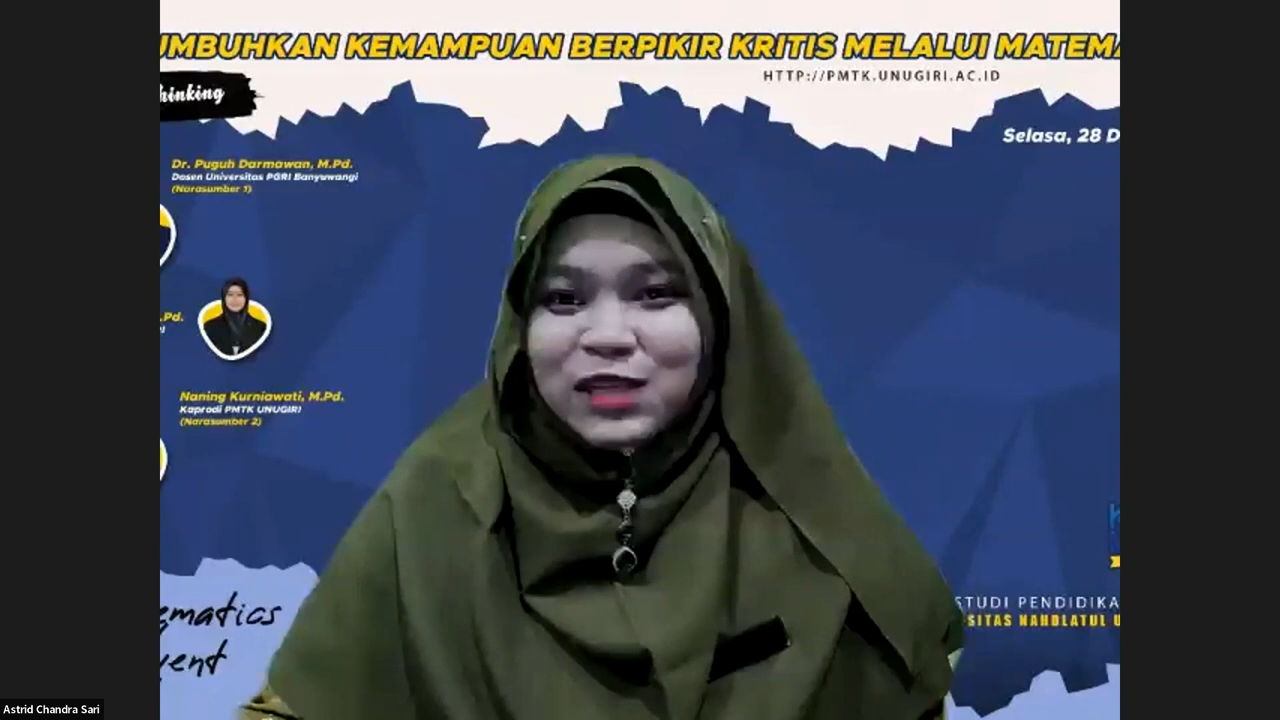 UMBUHKAN KEMAMPUAN BERPIKIR KRITIS MELALUI MATEMA
HTTP://PMTK.UNUGIRI.AC.ID
hinking
Selasa, 28 D
Dr. Puguh Darmawan, M.Pd.
Dosen Universitas PGRI Banyuwangi
(Narasumber 1)
.Pd.
Naning Kurniawati, M.Pd.
Kaprodi PMTK UNUGIRI
(Narasumber 2)
ematics
vent
STUDI PENDIDIKA
SITAS NAHDLATUL U
Astrid Chandra Sari